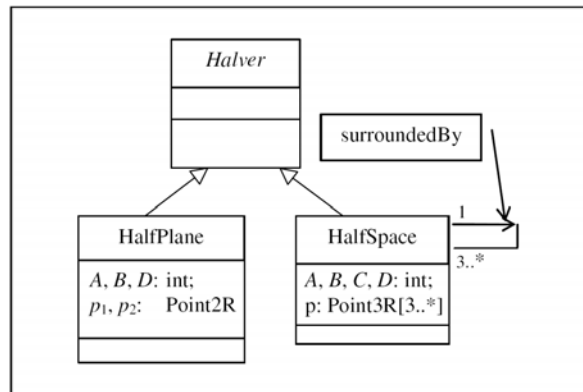 Halver
surroundedBy
HalfPlane
A, B, D: int;
p₁, p₂: Point2R
HalfSpace
A, B, C, D: int;
p: Point3R[3..*]
1
3..*